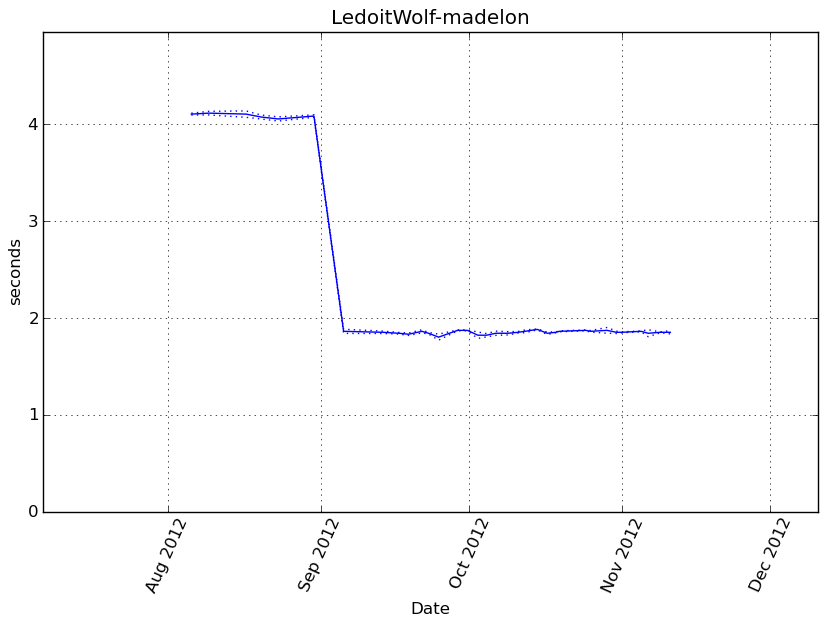 LedoitWolf-madelon
seconds
4
3
2
1
0
Aug 2012
Sep 2012
Oct 2012
Nov 2012
Dec 2012
Date